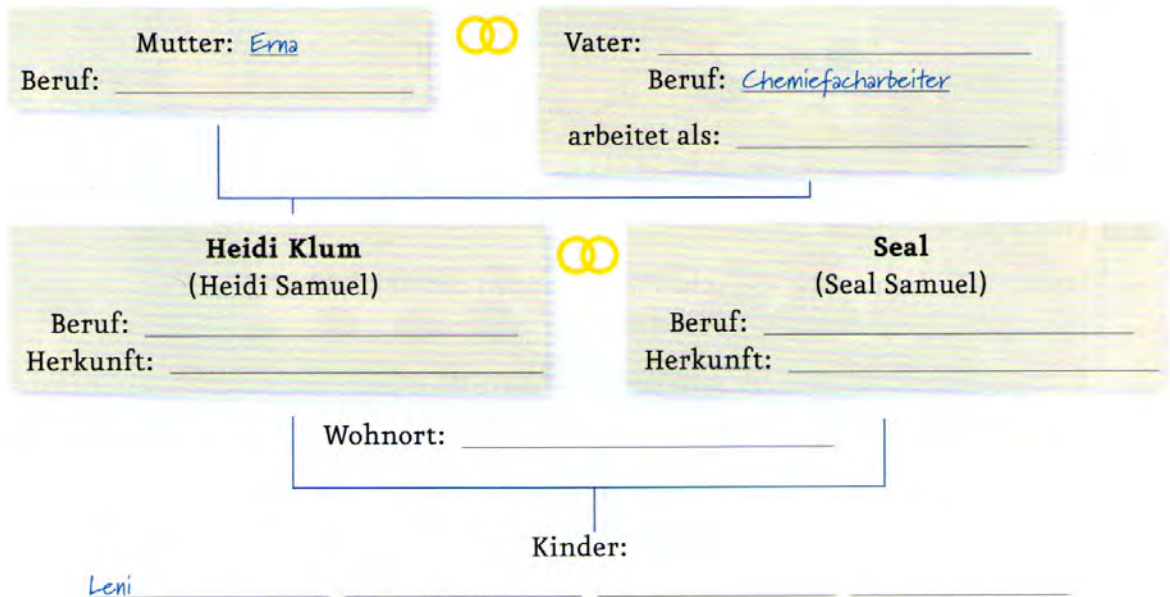 Mutter: Erna
Beruf:
Vater:
Beruf: Chemiefacharbeiter
arbeitet als:
Heidi Klum
(Heidi Samuel)
Beruf:
Herkunft:
Seal
(Seal Samuel)
Beruf:
Herkunft:
Wohnort:
Kinder:
Leni